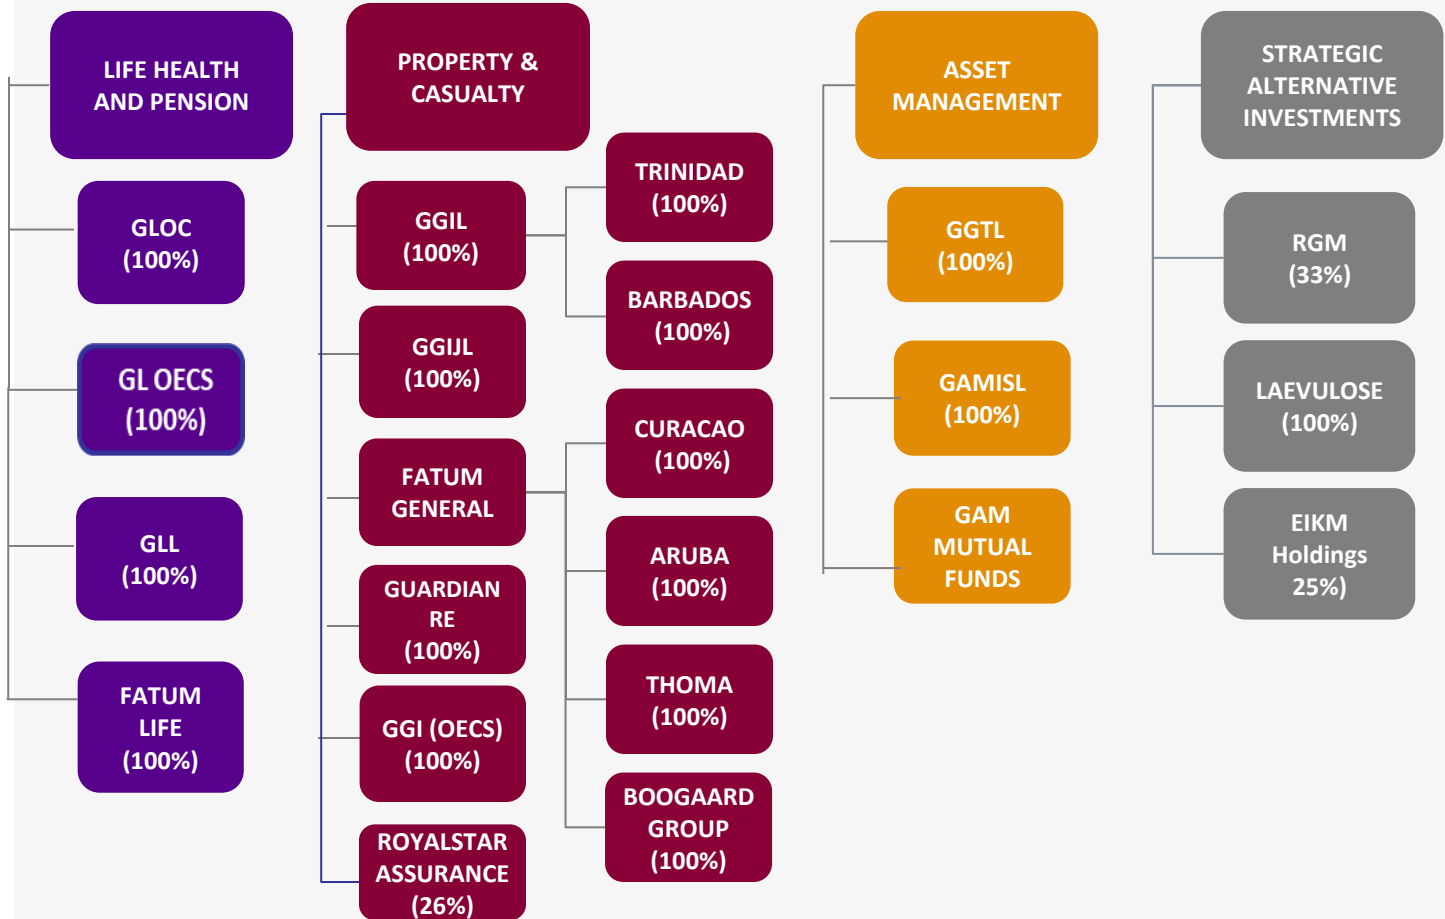 LIFE HEALTH
AND PENSION
GLOC
(100%)
GL OECS
(100%)
GLL
(100%)
FATUM
LIFE
(100%)
PROPERTY &
CASUALTY
GGIL
(100%)
TRINIDAD
(100%)
BARBADOS
(100%)
GGIJL
(100%)
FATUM
GENERAL
CURACAO
(100%)
ARUBA
(100%)
THOMA
(100%)
BOOGAARD
GROUP
(100%)
GUARDIAN
RE
(100%)
GGI (OECS)
(100%)
ROYALSTAR
ASSURANCE
(26%)
ASSET
MANAGEMENT
GGTL
(100%)
GAMISL
(100%)
GAM
MUTUAL
FUNDS
STRATEGIC
ALTERNATIVE
INVESTMENTS
RGM
(33%)
LAEVULOSE
(100%)
EIKM
Holdings
25%)